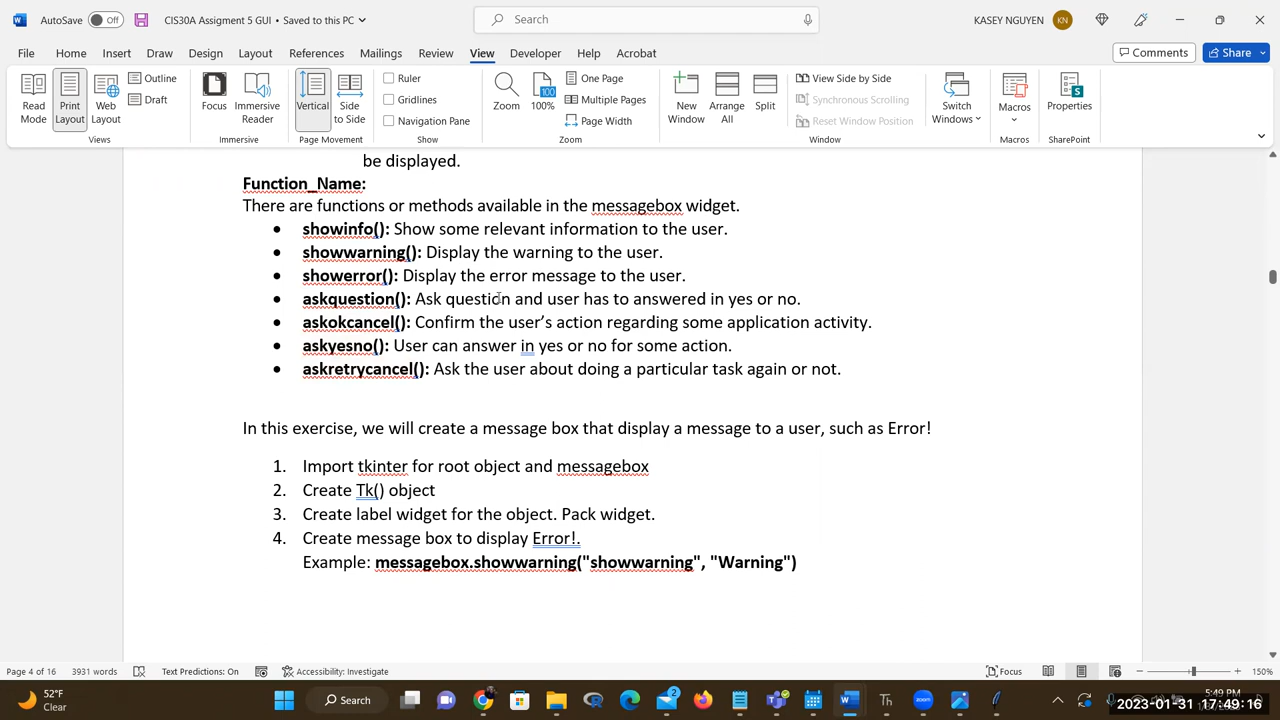 AutoSave Off CIS30A Assigment 5 GUI • Saved to this PC Search KASEY NGUYEN KN
File Home Insert Draw Design Layout References Mailings Review View Developer Help Acrobat Comments Share
Read Mode Print Layout Web Layout Outline Draft Focus Immersive Reader Vertical Side to Side Ruler Gridlines Navigation Pane Zoom 100% One Page Multiple Pages Page Width New Window Arrange All Split View Side by Side Synchronous Scrolling Reset Window Position Switch Windows Macros Properties
Views Immersive Page Movement Show Zoom Window Macros SharePoint
be displayed.
Function_Name:
There are functions or methods available in the messagebox widget.
• showinfo(): Show some relevant information to the user.
• showwarning(): Display the warning to the user.
• showerror(): Display the error message to the user.
• askquestion(): Ask question and user has to answered in yes or no.
• askokcancel(): Confirm the user’s action regarding some application activity.
• askyesno(): User can answer in yes or no for some action.
• askretrycancel(): Ask the user about doing a particular task again or not.
In this exercise, we will create a message box that display a message to a user, such as Error!
1. Import tkinter for root object and messagebox
2. Create Tk() object
3. Create label widget for the object. Pack widget.
4. Create message box to display Error!.
Example: messagebox.showwarning("showwarning", "Warning")
Page 4 of 16 3931 words Text Predictions: On Accessibility: Investigate Focus 150%
52°F
Clear
Search
2
Th
zoom
5:49 PM
2023-01-31 17:49:16